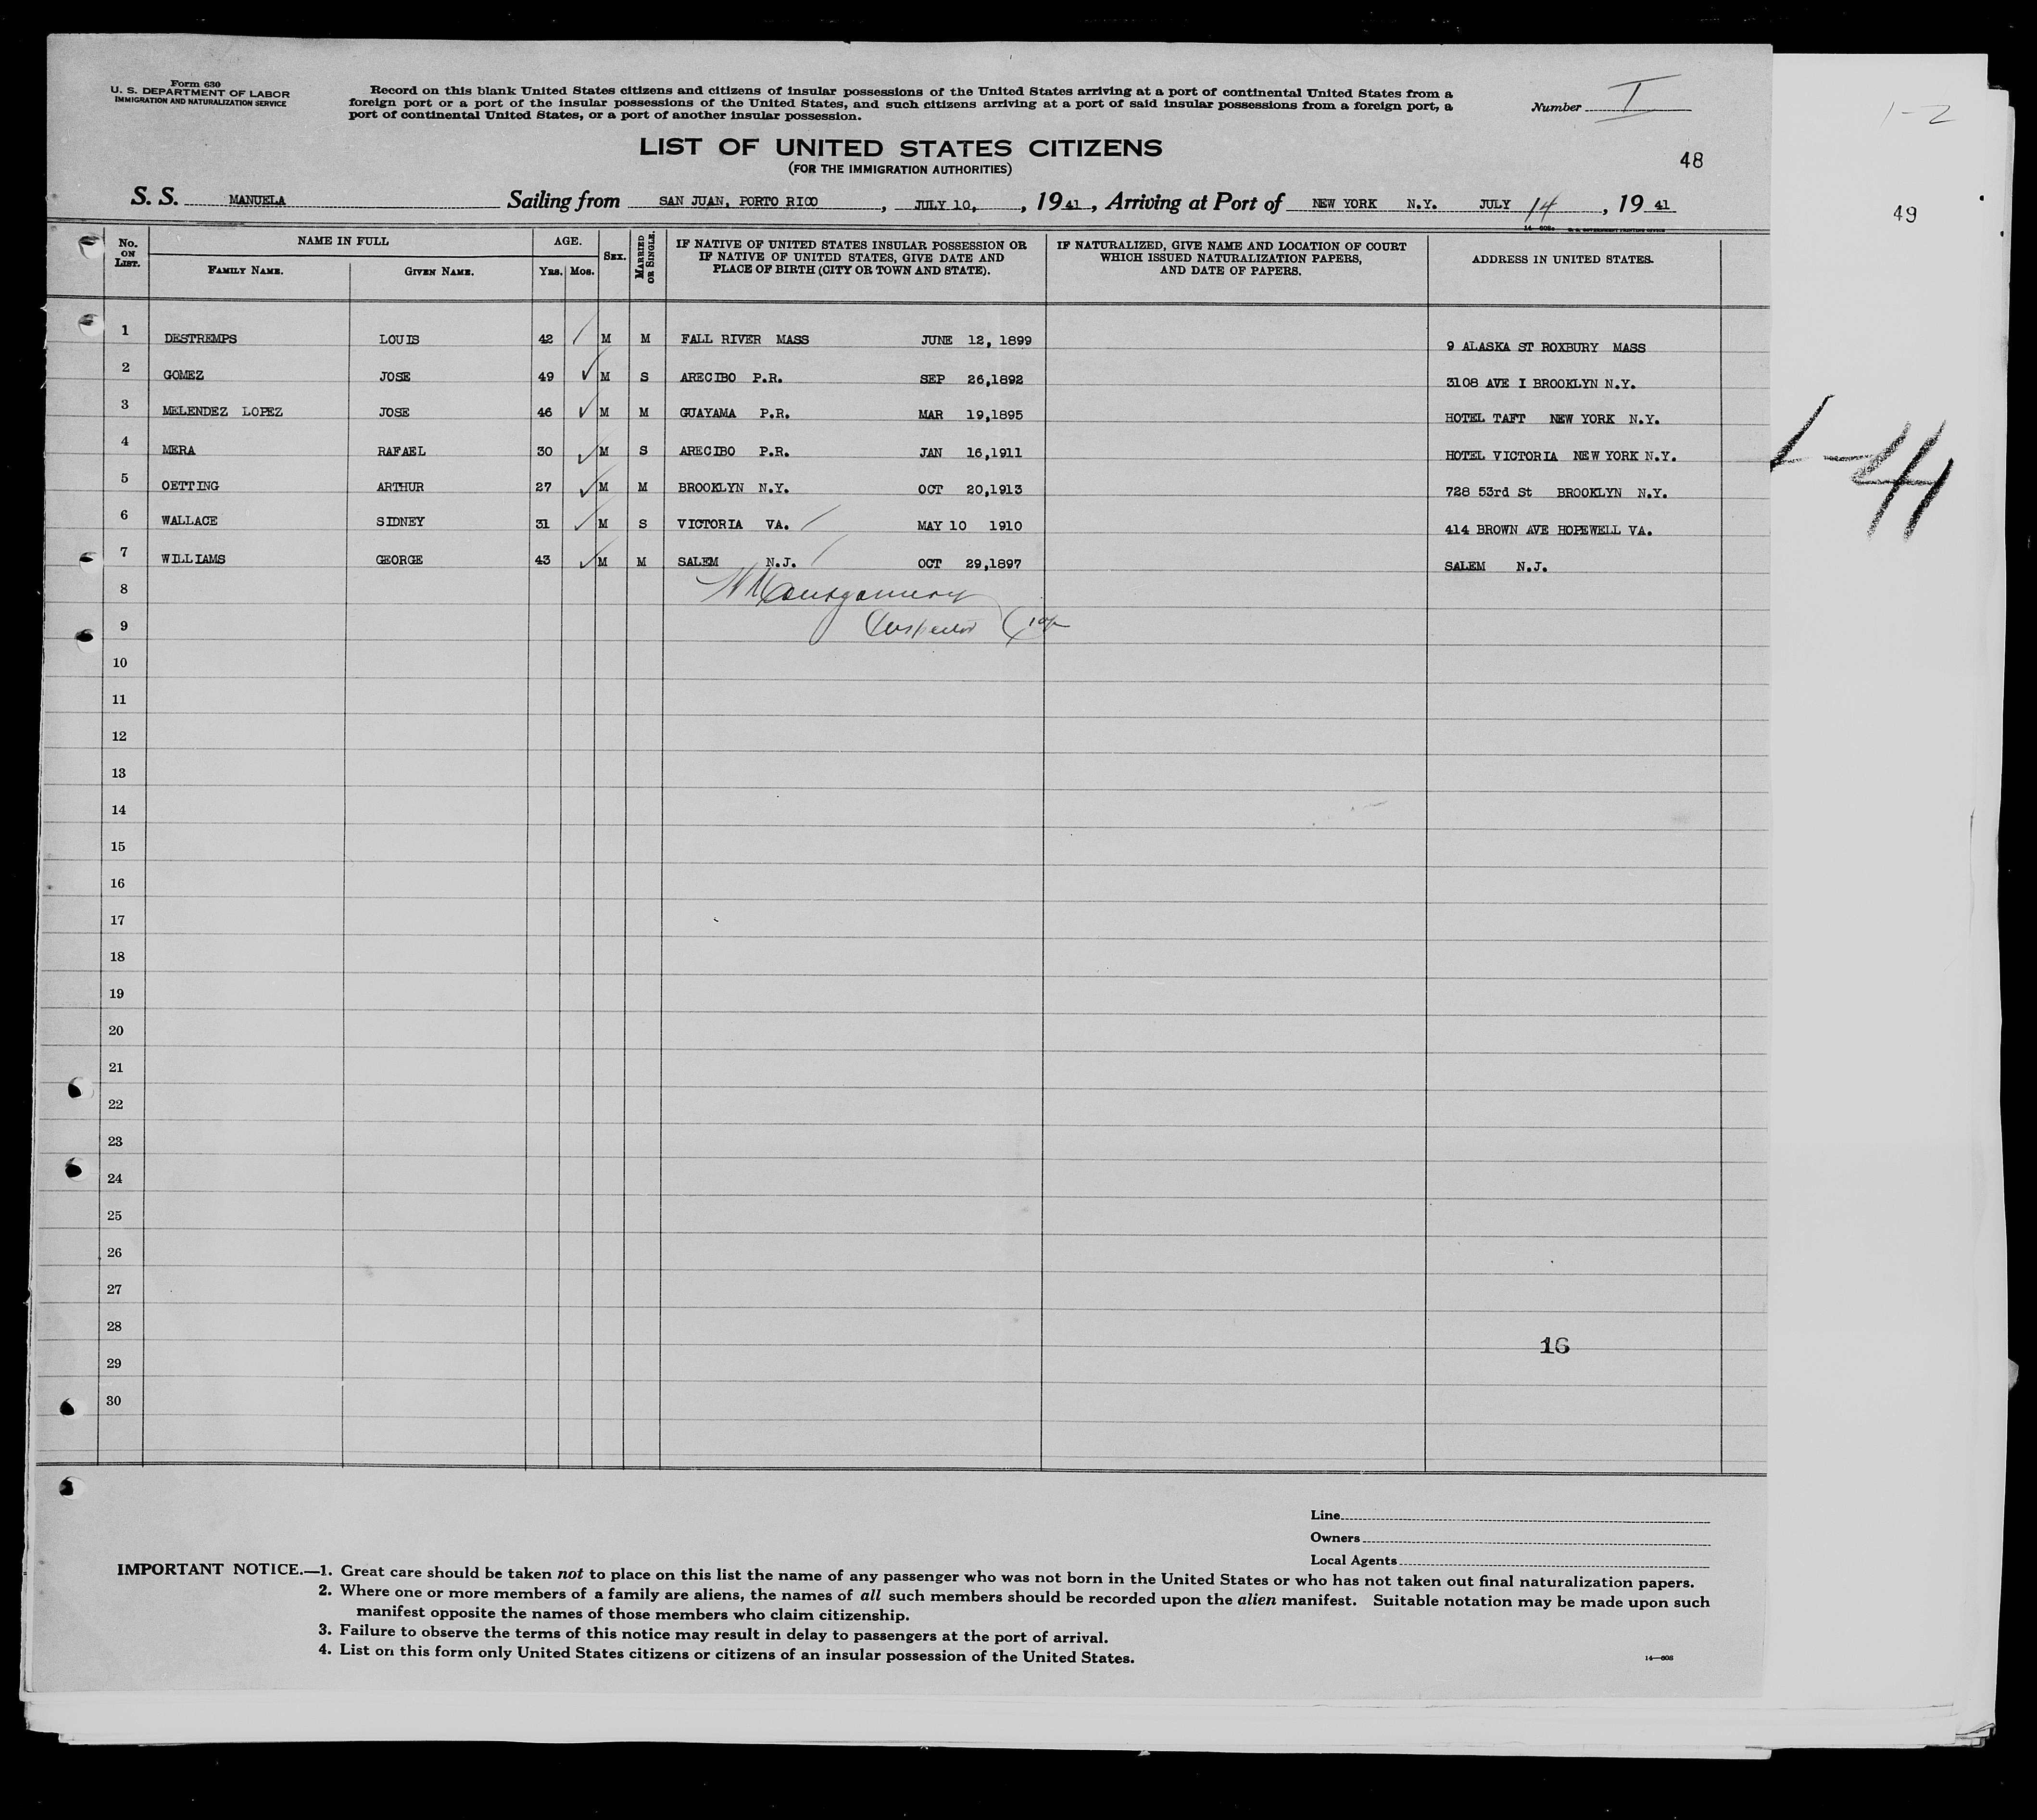 Form 630
U. S. DEPARTMENT OF LABOR
IMMIGRATION AND NATURALIZATION SERVICE
Record on this blank United States citizens and citizens of insular possessions of the United States arriving at a port of continental United States from a
foreign port or a port of the insular possessions of the United States, and such citizens arriving at a port of said insular possessions from a foreign port, a
port of continental United States, or a port of another insular possession.
Number I
1-2
LIST OF UNITED STATES CITIZENS
(FOR THE IMMIGRATION AUTHORITIES)
48
49
S. S. MANUELA Sailing from SAN JUAN, PORTO RICO, JULY 10, , 1941, Arriving at Port of NEW YORK N.Y. JULY 14, 1941
No. ON LIST. NAME IN FULL FAMILY NAME. GIVEN NAME. AGE. YRS. MOS. SEX. MARRIED OR SINGLE. IF NATIVE OF UNITED STATES INSULAR POSSESSION OR IF NATIVE OF UNITED STATES, GIVE DATE AND PLACE OF BIRTH (CITY OR TOWN AND STATE). IF NATURALIZED, GIVE NAME AND LOCATION OF COURT WHICH ISSUED NATURALIZATION PAPERS, AND DATE OF PAPERS. ADDRESS IN UNITED STATES.
1 DESTREMPS LOUIS 42 M M FALL RIVER MASS JUNE 12, 1899 9 ALASKA ST ROXBURY MASS
2 GOMEZ JOSE 49 M S ARECIBO P.R. SEP 26,1892 3108 AVE I BROOKLYN N.Y.
3 MELENDEZ LOPEZ JOSE 46 M M GUAYAMA P.R. MAR 19,1895 HOTEL TAFT NEW YORK N.Y.
4 MERA RAFAEL 30 M S ARECIBO P.R. JAN 16,1911 HOTEL VICTORIA NEW YORK N.Y.
5 OETTING ARTHUR 27 M M BROOKLYN N.Y. OCT 20,1913 728 53rd St BROOKLYN N.Y.
6 WALLACE SIDNEY 31 M S VICTORIA VA. MAY 10 1910 414 BROWN AVE HOPEWELL VA.
7 WILLIAMS GEORGE 43 M M SALEM N.J. OCT 29,1897 SALEM N.J.
8 Montgomery
9 Inspector
10
11
12
13
14
15
16
17
18
19
20
21
22
23
24
25
26
27
28
16
29
30
Line
Owners
Local Agents
IMPORTANT NOTICE.—1. Great care should be taken not to place on this list the name of any passenger who was not born in the United States or who has not taken out final naturalization papers.
2. Where one or more members of a family are aliens, the names of all such members should be recorded upon the alien manifest. Suitable notation may be made upon such
manifest opposite the names of those members who claim citizenship.
3. Failure to observe the terms of this notice may result in delay to passengers at the port of arrival.
4. List on this form only United States citizens or citizens of an insular possession of the United States.
14—608